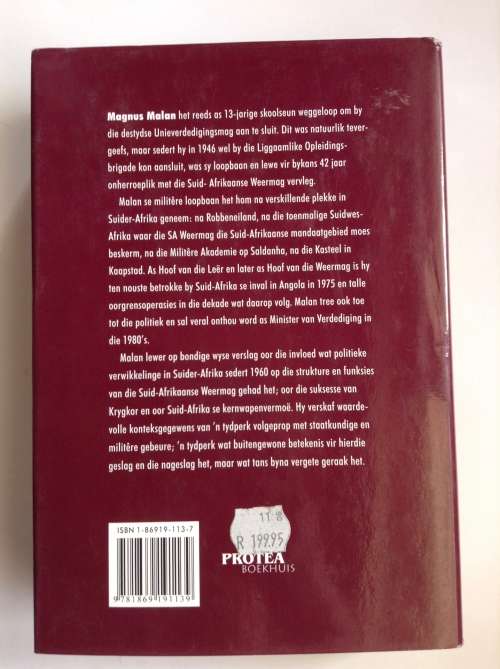 Magnus Malan het reeds as 13-jarige skoolseun weggeloop om by
die destydse Unieverdedigingsmag aan te sluit. Dit was natuurlik tever-
geefs, maar sedert hy in 1946 wel by die Liggaamlike Opleidings-
brigade kon aansluit, was sy loopbaan en lewe vir bykans 42 jaar
onherroeplik met die Suid- Afrikaanse Weermag vervleg.
Malan se militêre loopbaan het hom na verskillende plekke in
Suider-Afrika geneem: na Robbeneiland, na die toenmalige Suidwes-
Afrika waar die SA Weermag die Suid-Afrikaanse mandaatgebied moes
beskerm, na die Militêre Akademie op Saldanha, na die Kasteel in
Kaapstad. As Hoof van die Leër en later as Hoof van die Weermag is hy
ten nouste betrokke by Suid-Afrika se inval in Angola in 1975 en talle
oorgrensoperasies in die dekade wat daarop volg. Malan tree ook toe
tot die politiek en sal veral onthou word as Minister van Verdediging in
die 1980's.
Malan lewer op bondige wyse verslag oor die invloed wat politieke
verwikkelinge in Suider-Afrika sedert 1960 op die strukture en funksies
van die Suid-Afrikaanse Weermag gehad het; oor die suksesse van
Krygkor en oor Suid-Afrika se kernwapenvermoë. Hy verskaf waarde-
volle konteksgegewens van 'n tydperk volgeprop met staatkundige en
militêre gebeure; 'n tydperk wat buitengewone betekenis vir hierdie
geslag en die nageslag het, maar wat tans byna vergete geraak het.
ISBN 1-86919-113-7
9 781869 191139
11 8
R 199.95
PROTEA
BOEKHUIS